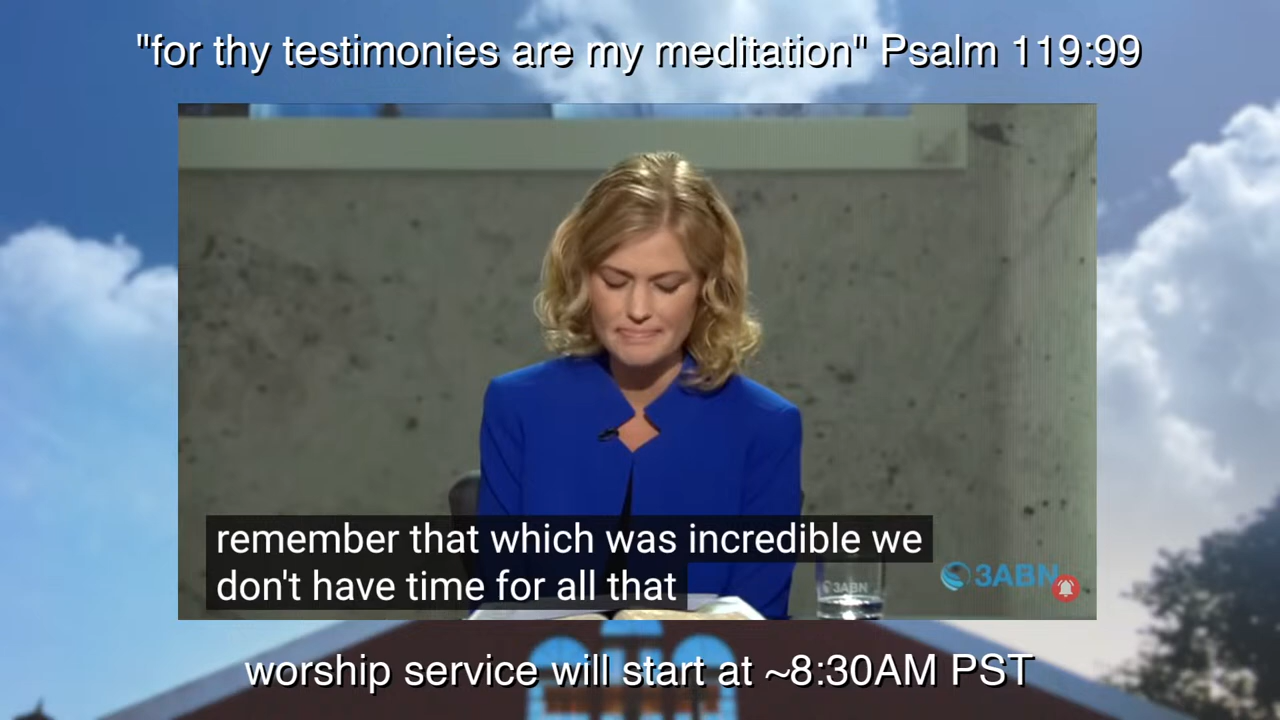 "for thy testimonies are my meditation" Psalm 119:99
remember that which was incredible we
don't have time for all that
3ABN
3ABN
worship service will start at ~8:30AM PST